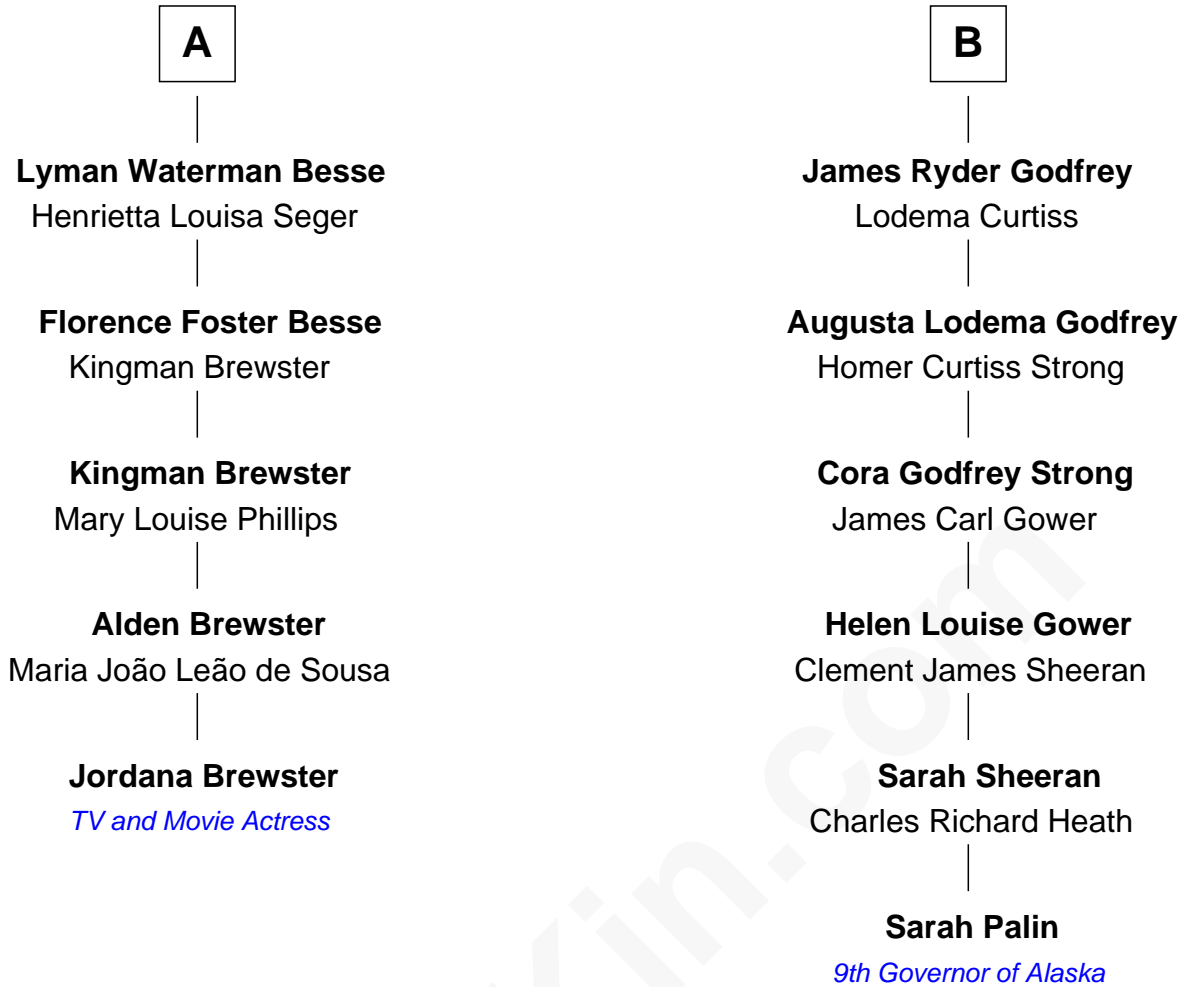 A
Lyman Waterman Besse
Henrietta Louisa Seger
Florence Foster Besse
Kingman Brewster
Kingman Brewster
Mary Louise Phillips
Alden Brewster
Maria João Leão de Sousa
Jordana Brewster
TV and Movie Actress
B
James Ryder Godfrey
Lodema Curtiss
Augusta Lodema Godfrey
Homer Curtiss Strong
Cora Godfrey Strong
James Carl Gower
Helen Louise Gower
Clement James Sheeran
Sarah Sheeran
Charles Richard Heath
Sarah Palin
9th Governor of Alaska
Kin.com